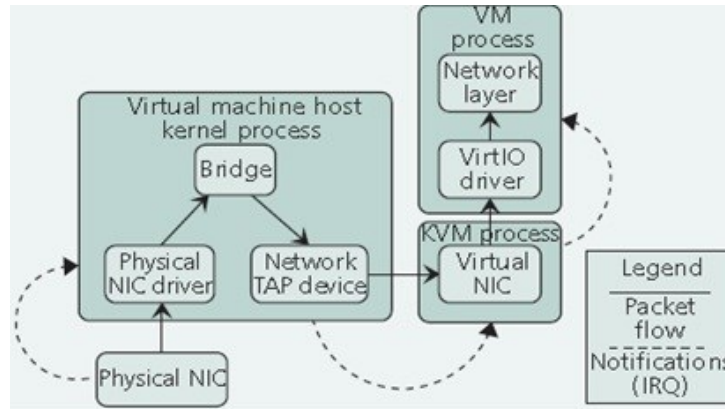 VM
process
Network
layer
VirtIO
driver
Virtual machine host
kernel process
Bridge
Physical
NIC driver
Network
TAP device
KVM process
Virtual
NIC
Physical NIC
Legend
Packet
flow
Notifications
(IRQ)